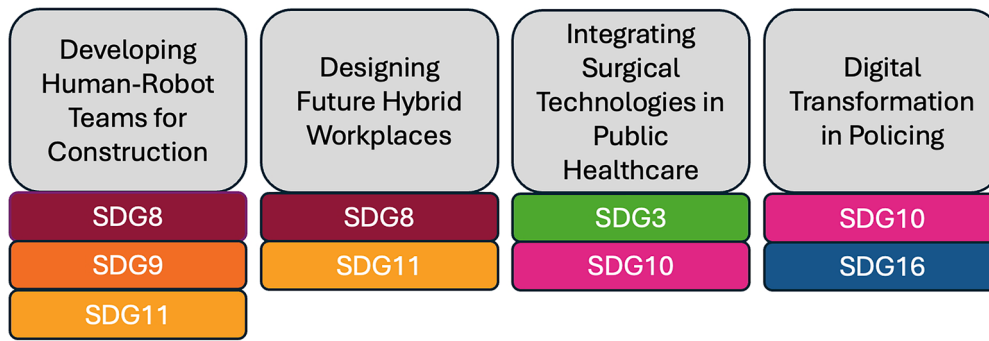 Developing
Human-Robot
Teams for
Construction
SDG8
SDG9
SDG11
Designing
Future Hybrid
Workplaces
SDG8
SDG11
Integrating
Surgical
Technologies in
Public
Healthcare
SDG3
SDG10
Digital
Transformation
in Policing
SDG10
SDG16